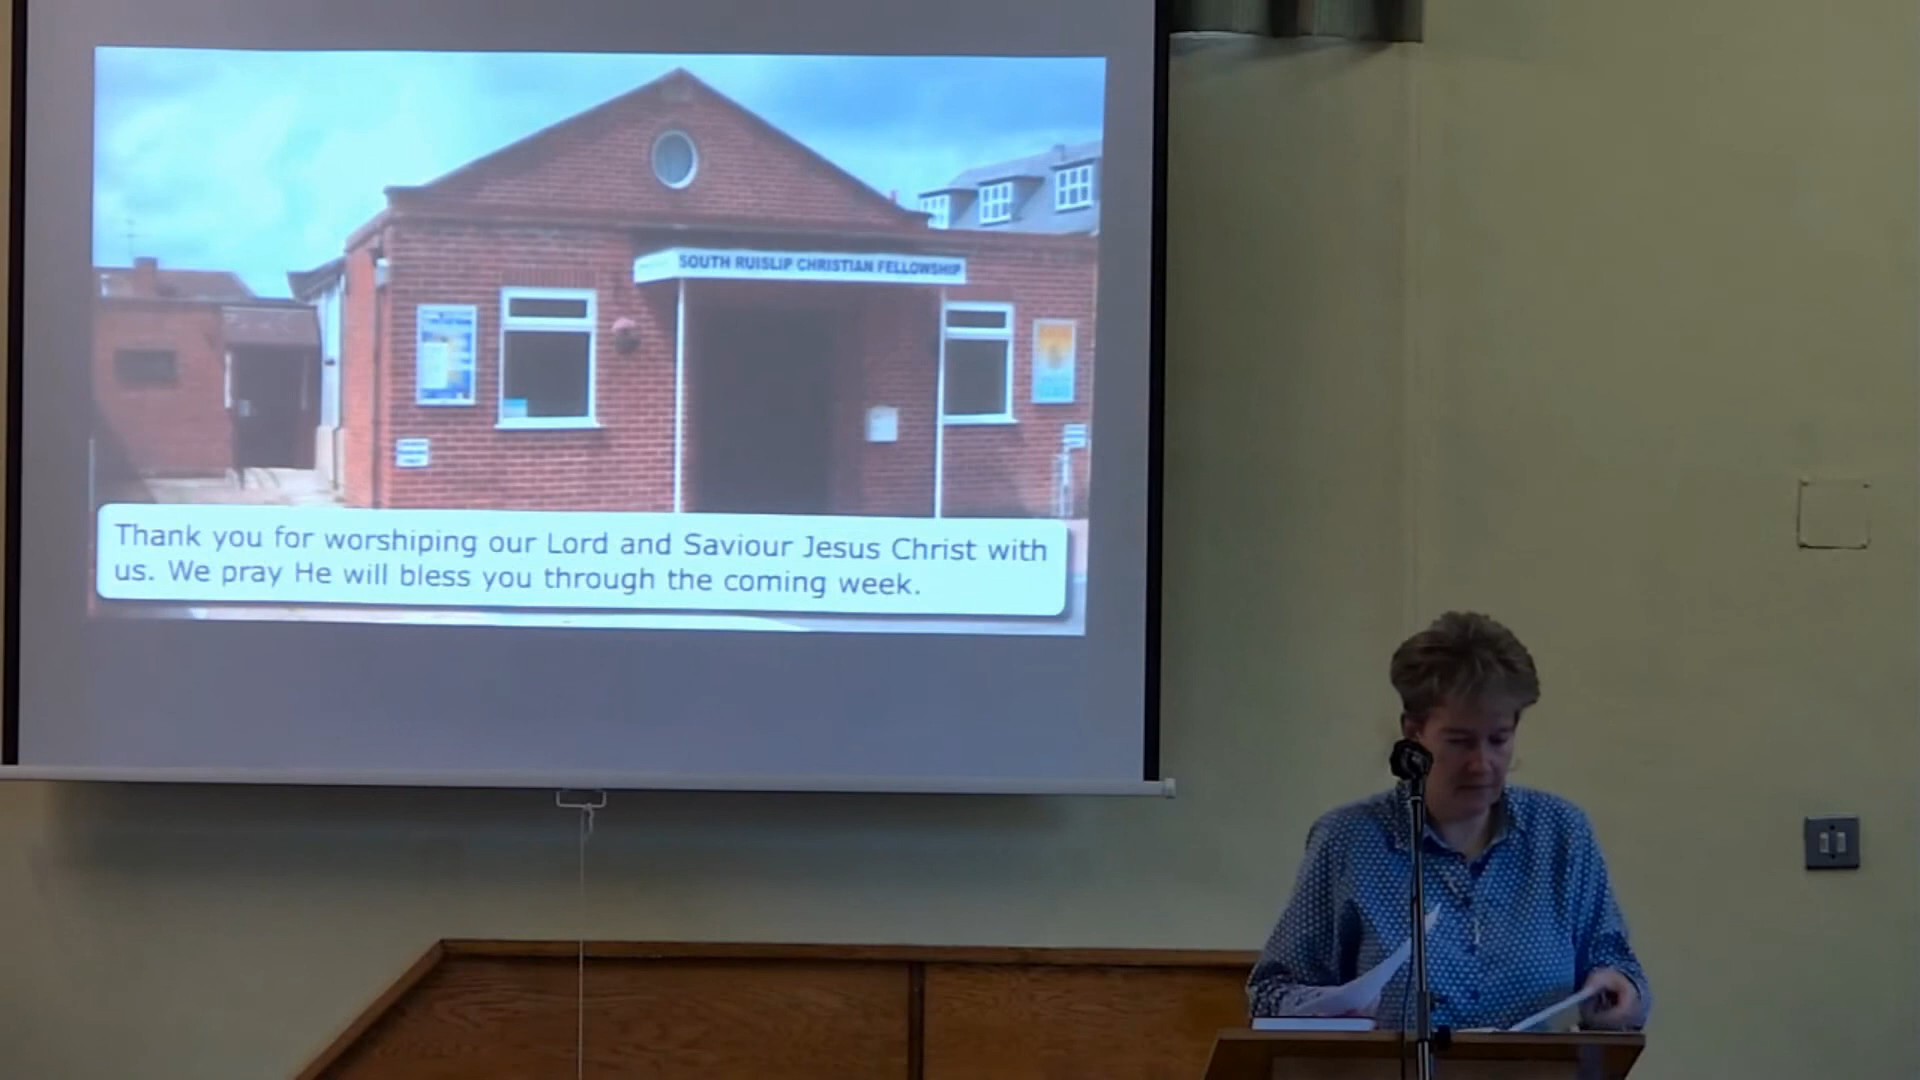 SOUTH RUISLIP CHRISTIAN FELLOWSHIP
Thank you for worshiping our Lord and Saviour Jesus Christ with
us. We pray He will bless you through the coming week.